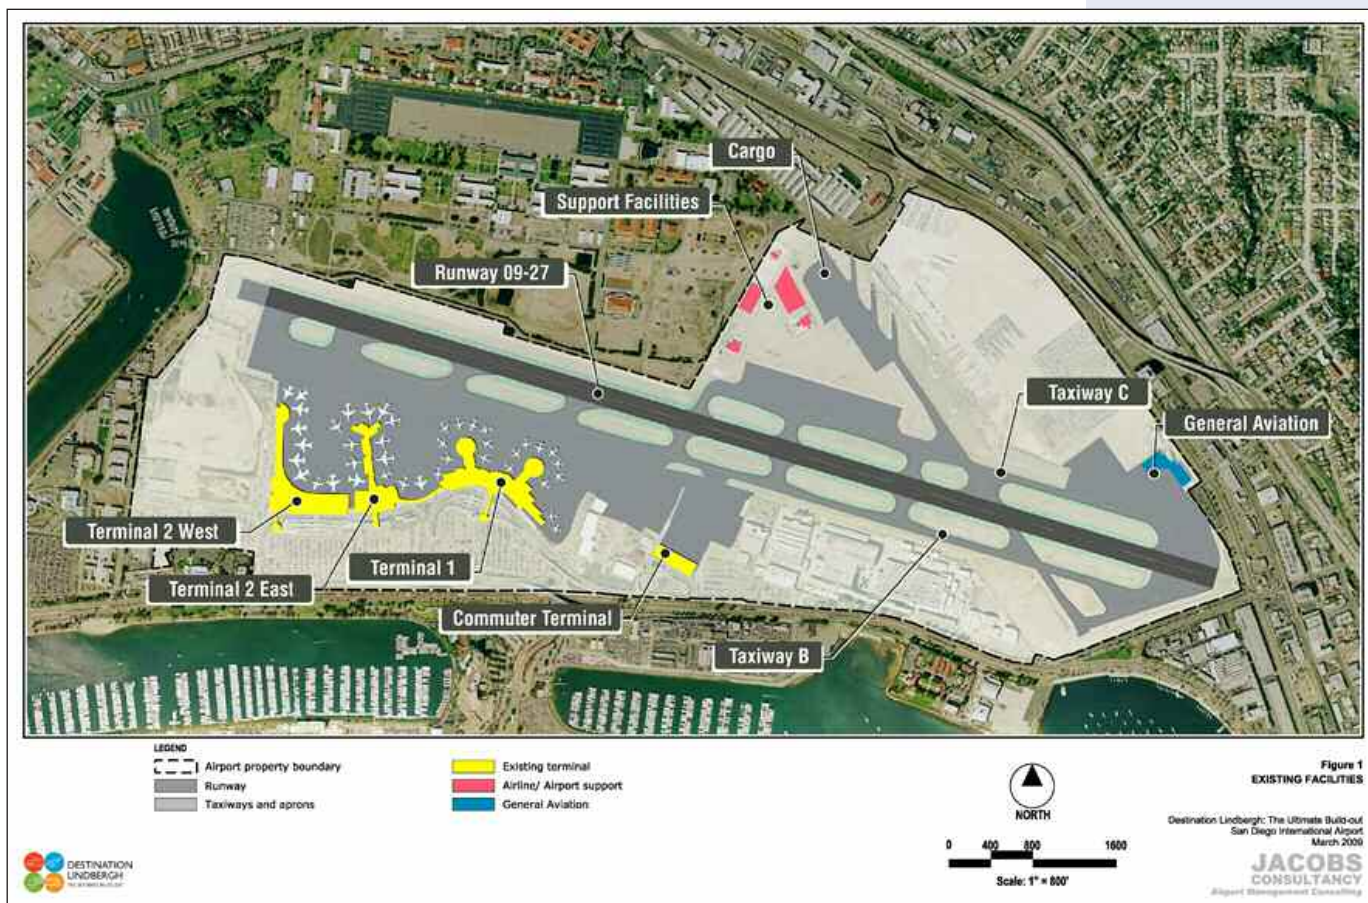 Cargo
Support Facilities
Runway 09-27
Taxiway C
General Aviation
Terminal 2 West
Terminal 1
Terminal 2 East
Commuter Terminal
Taxiway B
LEGEND
Airport property boundary
Runway
Taxiways and aprons
Existing terminal
Airline/ Airport support
General Aviation
NORTH
0 400 800 1600
Scale: 1" = 800'
Figure 1
EXISTING FACILITIES
Destination Lindbergh: The Ultimate Build-out
San Diego International Airport
March 2009
JACOBS
CONSULTANCY
Airport Management Consulting
DESTINATION
LINDBERGH